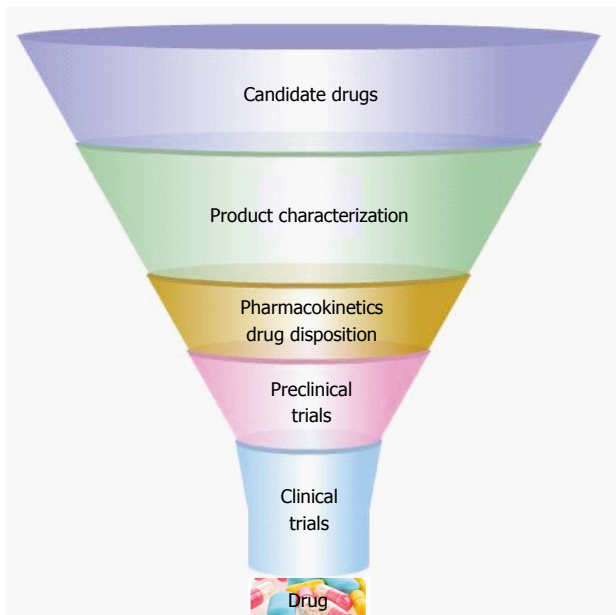 Candidate drugs
Product characterization
Pharmacokinetics
drug disposition
Preclinical
trials
Clinical
trials
Drug